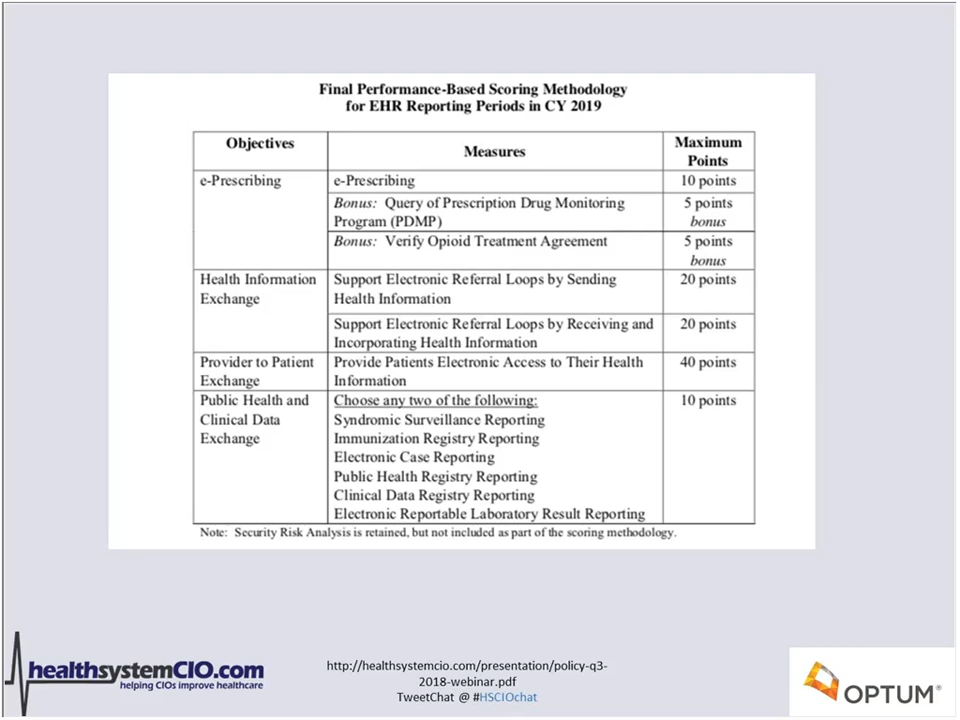 Final Performance-Based Scoring Methodology
for EHR Reporting Periods in CY 2019
Objectives
Measures
Maximum
Points
e-Prescribing
e-Prescribing
10 points
Bonus: Query of Prescription Drug Monitoring
Program (PDMP)
5 points
bonus
Bonus: Verify Opioid Treatment Agreement
5 points
bonus
Health Information
Exchange
Support Electronic Referral Loops by Sending
Health Information
20 points
Support Electronic Referral Loops by Receiving and
Incorporating Health Information
20 points
Provider to Patient
Exchange
Provide Patients Electronic Access to Their Health
Information
40 points
Public Health and
Clinical Data
Exchange
Choose any two of the following:
Syndromic Surveillance Reporting
Immunization Registry Reporting
Electronic Case Reporting
Public Health Registry Reporting
Clinical Data Registry Reporting
Electronic Reportable Laboratory Result Reporting
10 points
Note: Security Risk Analysis is retained, but not included as part of the scoring methodology.
healthsystemCIO.com
helping CIOs improve healthcare
http://healthsystemcio.com/presentation/policy-q3-
2018-webinar.pdf
TweetChat @ #HSCIOchat
OPTUM®